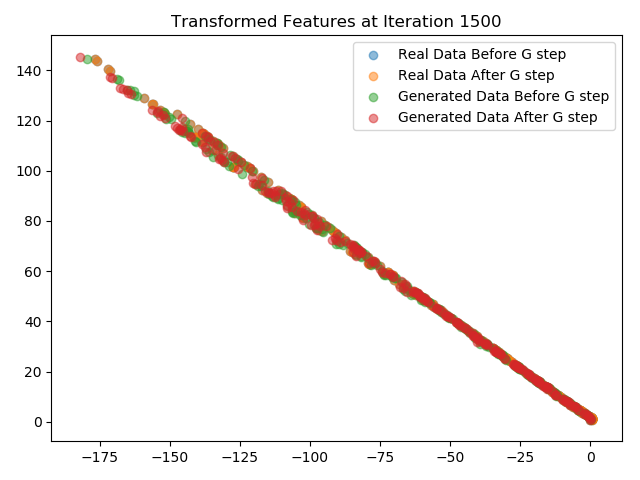 Transformed Features at Iteration 1500
Real Data Before G step
Real Data After G step
Generated Data Before G step
Generated Data After G step
140
120
100
80
60
40
20
0
−175 −150 −125 −100 −75 −50 −25 0